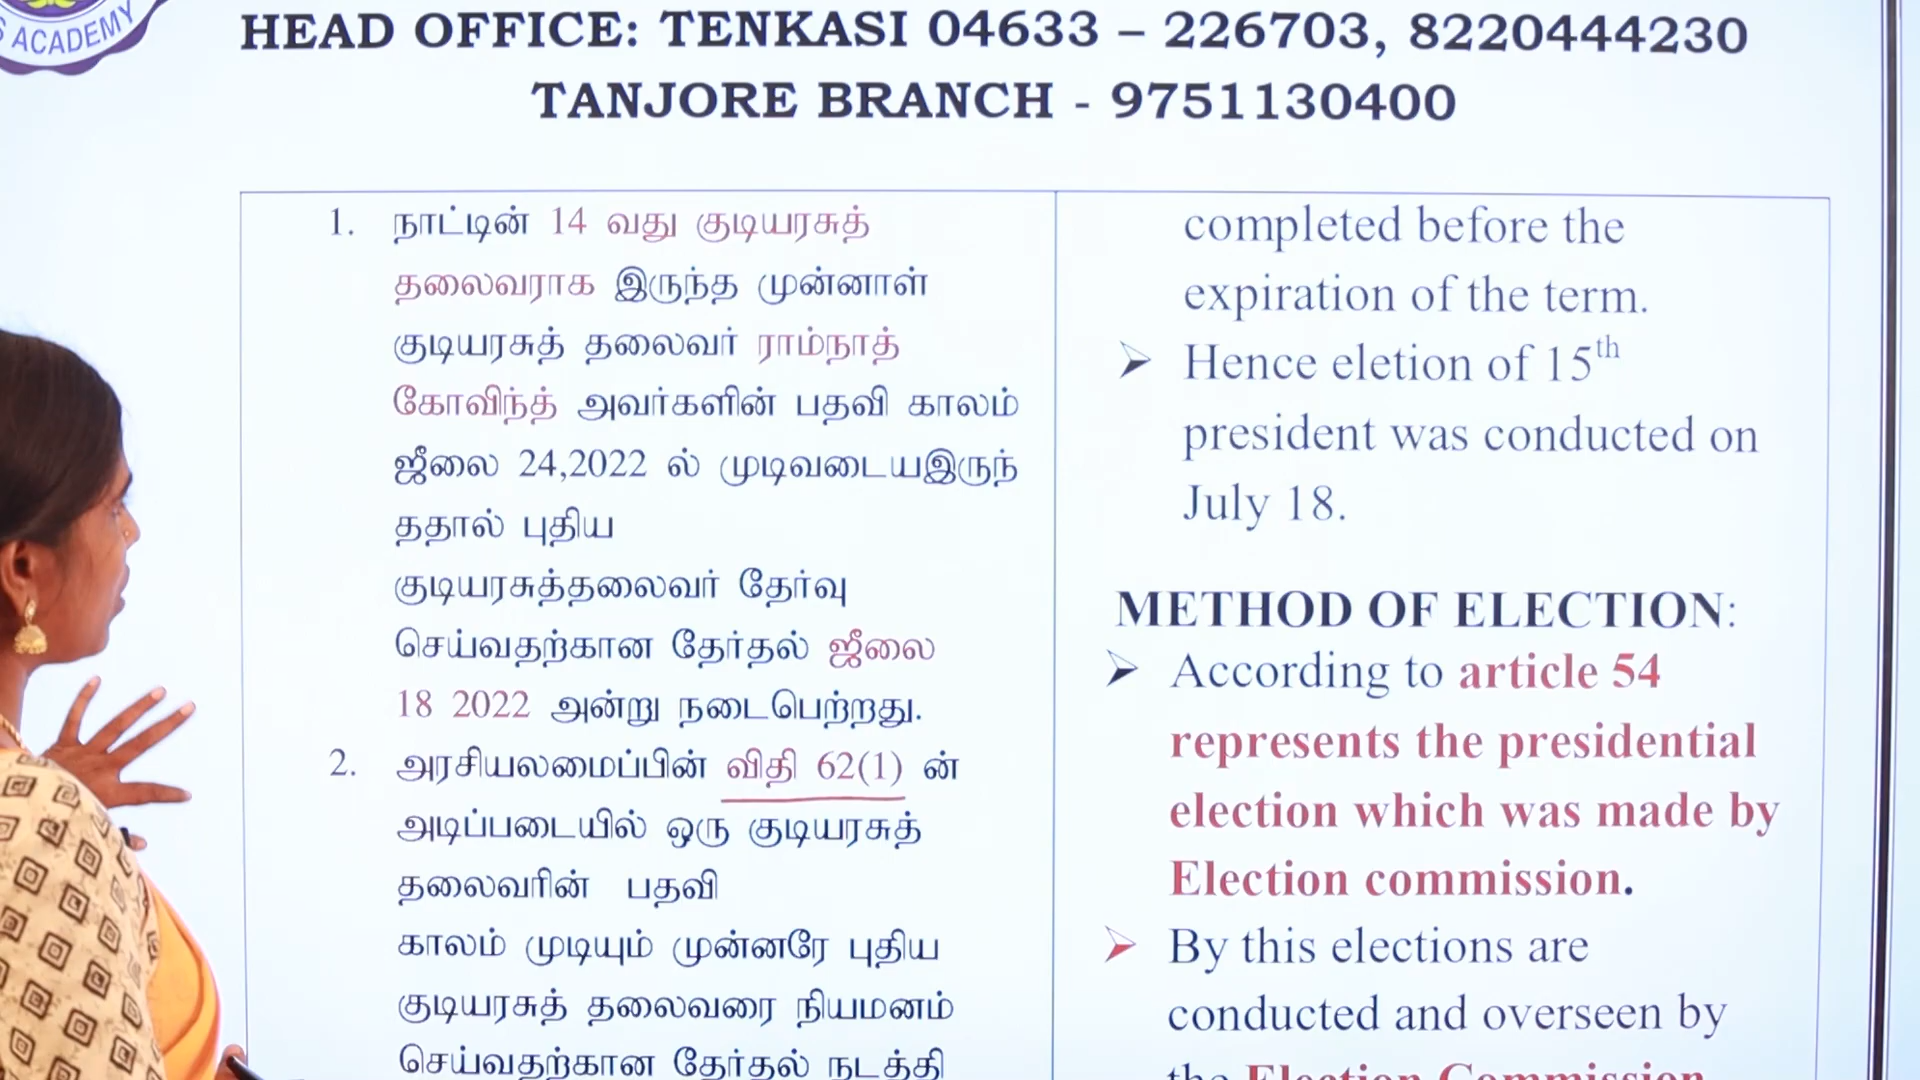 S ACADEMY
HEAD OFFICE: TENKASI 04633 – 226703, 8220444230
TANJORE BRANCH - 9751130400
1. நாட்டின் 14 வது குடியரசுத்
தலைவராக இருந்த முன்னாள்
குடியரசுத் தலைவர் ராம்நாத்
கோவிந்த் அவர்களின் பதவி காலம்
ஜீலை 24,2022 ல் முடிவடையஇருந்
ததால் புதிய
குடியரசுத்தலைவர் தேர்வு
செய்வதற்கான தேர்தல் ஜீலை
18 2022 அன்று நடைபெற்றது.
2. அரசியலமைப்பின் விதி 62(1) ன்
அடிப்படையில் ஒரு குடியரசுத்
தலைவரின் பதவி
காலம் முடியும் முன்னரே புதிய
குடியரசுத் தலைவரை நியமனம்
செய்வதற்கான தேர்தல் நடத்தி
completed before the
expiration of the term.
➢ Hence eletion of 15th
president was conducted on
July 18.
METHOD OF ELECTION:
➢ According to article 54
represents the presidential
election which was made by
Election commission.
➢ By this elections are
conducted and overseen by
the Election Commission